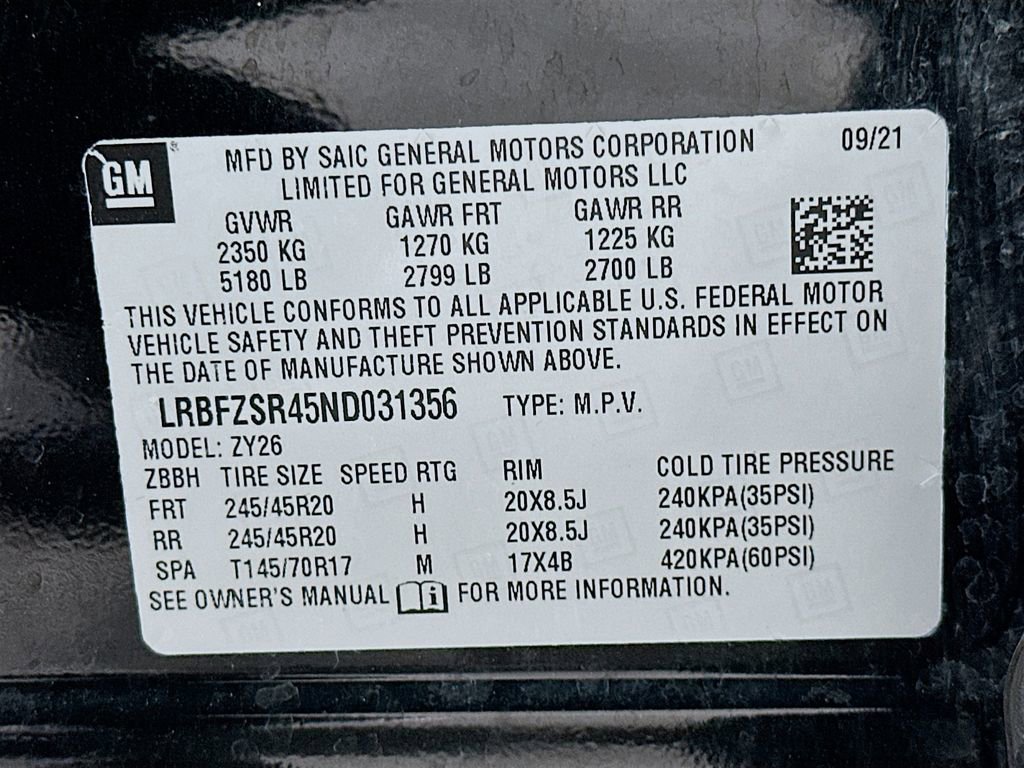 GM
MFD BY SAIC GENERAL MOTORS CORPORATION 09/21
LIMITED FOR GENERAL MOTORS LLC
GVWR GAWR FRT GAWR RR
2350 KG 1270 KG 1225 KG
5180 LB 2799 LB 2700 LB
THIS VEHICLE CONFORMS TO ALL APPLICABLE U.S. FEDERAL MOTOR
VEHICLE SAFETY AND THEFT PREVENTION STANDARDS IN EFFECT ON
THE DATE OF MANUFACTURE SHOWN ABOVE.
LRBFZSR45ND031356 TYPE: M.P.V.
MODEL: ZY26
ZBBH TIRE SIZE SPEED RTG RIM COLD TIRE PRESSURE
FRT 245/45R20 H 20X8.5J 240KPA(35PSI)
RR 245/45R20 H 20X8.5J 240KPA(35PSI)
SPA T145/70R17 M 17X4B 420KPA(60PSI)
SEE OWNER'S MANUAL i FOR MORE INFORMATION.